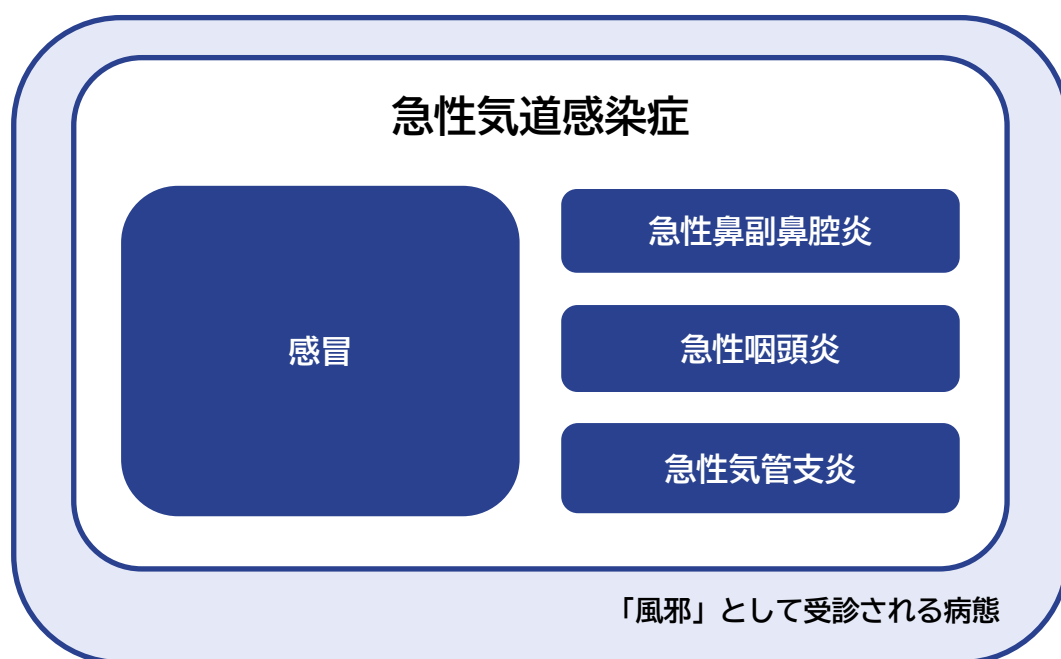 急性気道感染症
感冒
急性鼻副鼻腔炎
急性咽頭炎
急性気管支炎
「風邪」として受診される病態